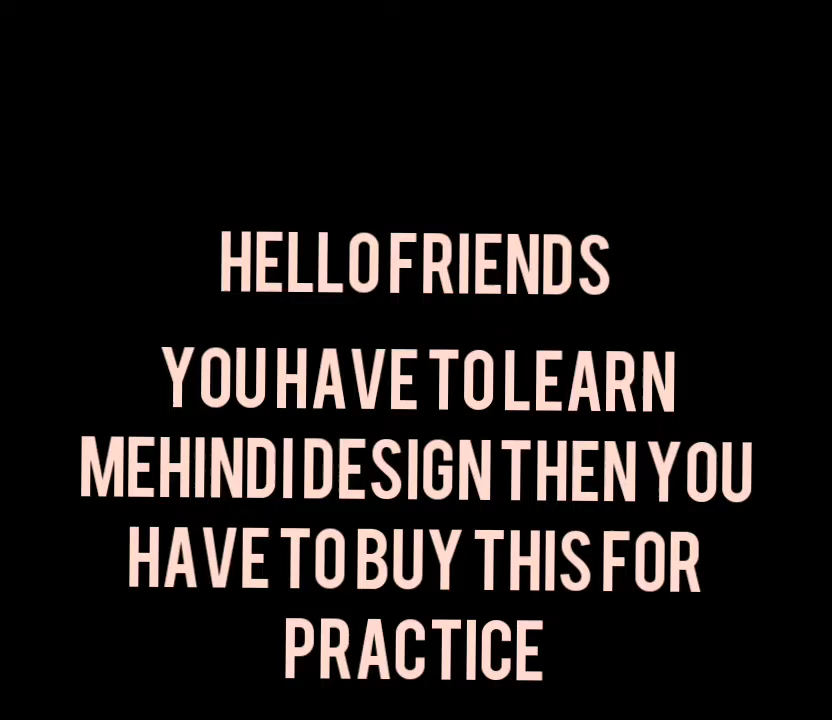 HELLO FRIENDS
YOU HAVE TO LEARN
MEHINDI DESIGN THEN YOU
HAVE TO BUY THIS FOR
PRACTICE